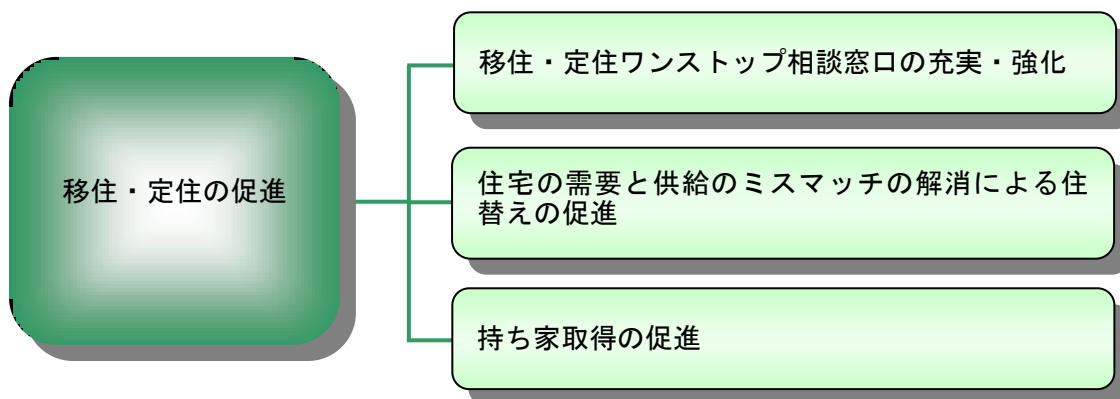 移住・定住の促進
移住・定住ワンストップ相談窓口の充実・強化
住宅の需要と供給のミスマッチの解消による住
替えの促進
持ち家取得の促進